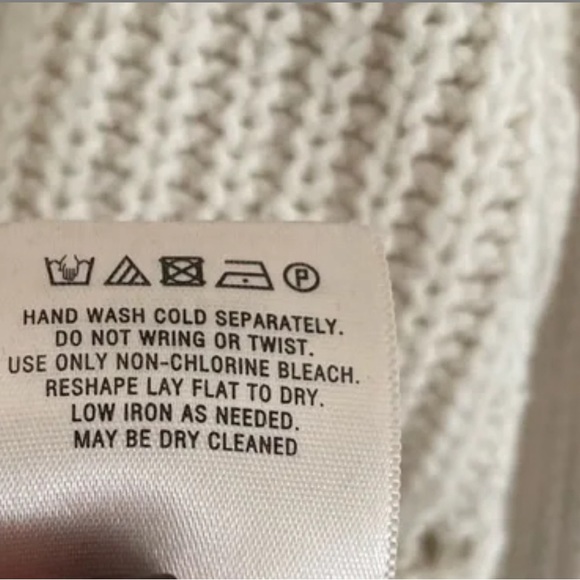 P
HAND WASH COLD SEPARATELY.
DO NOT WRING OR TWIST.
USE ONLY NON-CHLORINE BLEACH.
RESHAPE LAY FLAT TO DRY.
LOW IRON AS NEEDED.
MAY BE DRY CLEANED